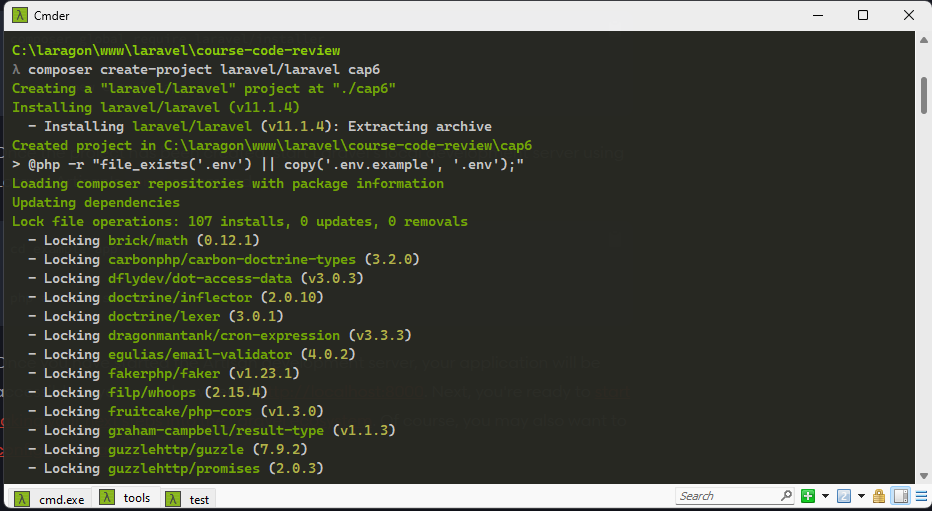 Cmder
C:\laragon\www\laravel\course-code-review
λ composer create-project laravel/laravel cap6
Creating a "laravel/laravel" project at "./cap6"
Installing laravel/laravel (v11.1.4)
- Installing laravel/laravel (v11.1.4): Extracting archive
Created project in C:\laragon\www\laravel\course-code-review\cap6
> @php -r "file_exists('.env') || copy('.env.example', '.env');"
Loading composer repositories with package information
Updating dependencies
Lock file operations: 107 installs, 0 updates, 0 removals
- Locking brick/math (0.12.1)
- Locking carbonphp/carbon-doctrine-types (3.2.0)
- Locking dflydev/dot-access-data (v3.0.3)
- Locking doctrine/inflector (2.0.10)
- Locking doctrine/lexer (3.0.1)
- Locking dragonmantank/cron-expression (v3.3.3)
- Locking egulias/email-validator (4.0.2)
- Locking fakerphp/faker (v1.23.1)
- Locking filp/whoops (2.15.4)
- Locking fruitcake/php-cors (v1.3.0)
- Locking graham-campbell/result-type (v1.1.3)
- Locking guzzlehttp/guzzle (7.9.2)
- Locking guzzlehttp/promises (2.0.3)
λ cmd.exe λ tools λ test Search